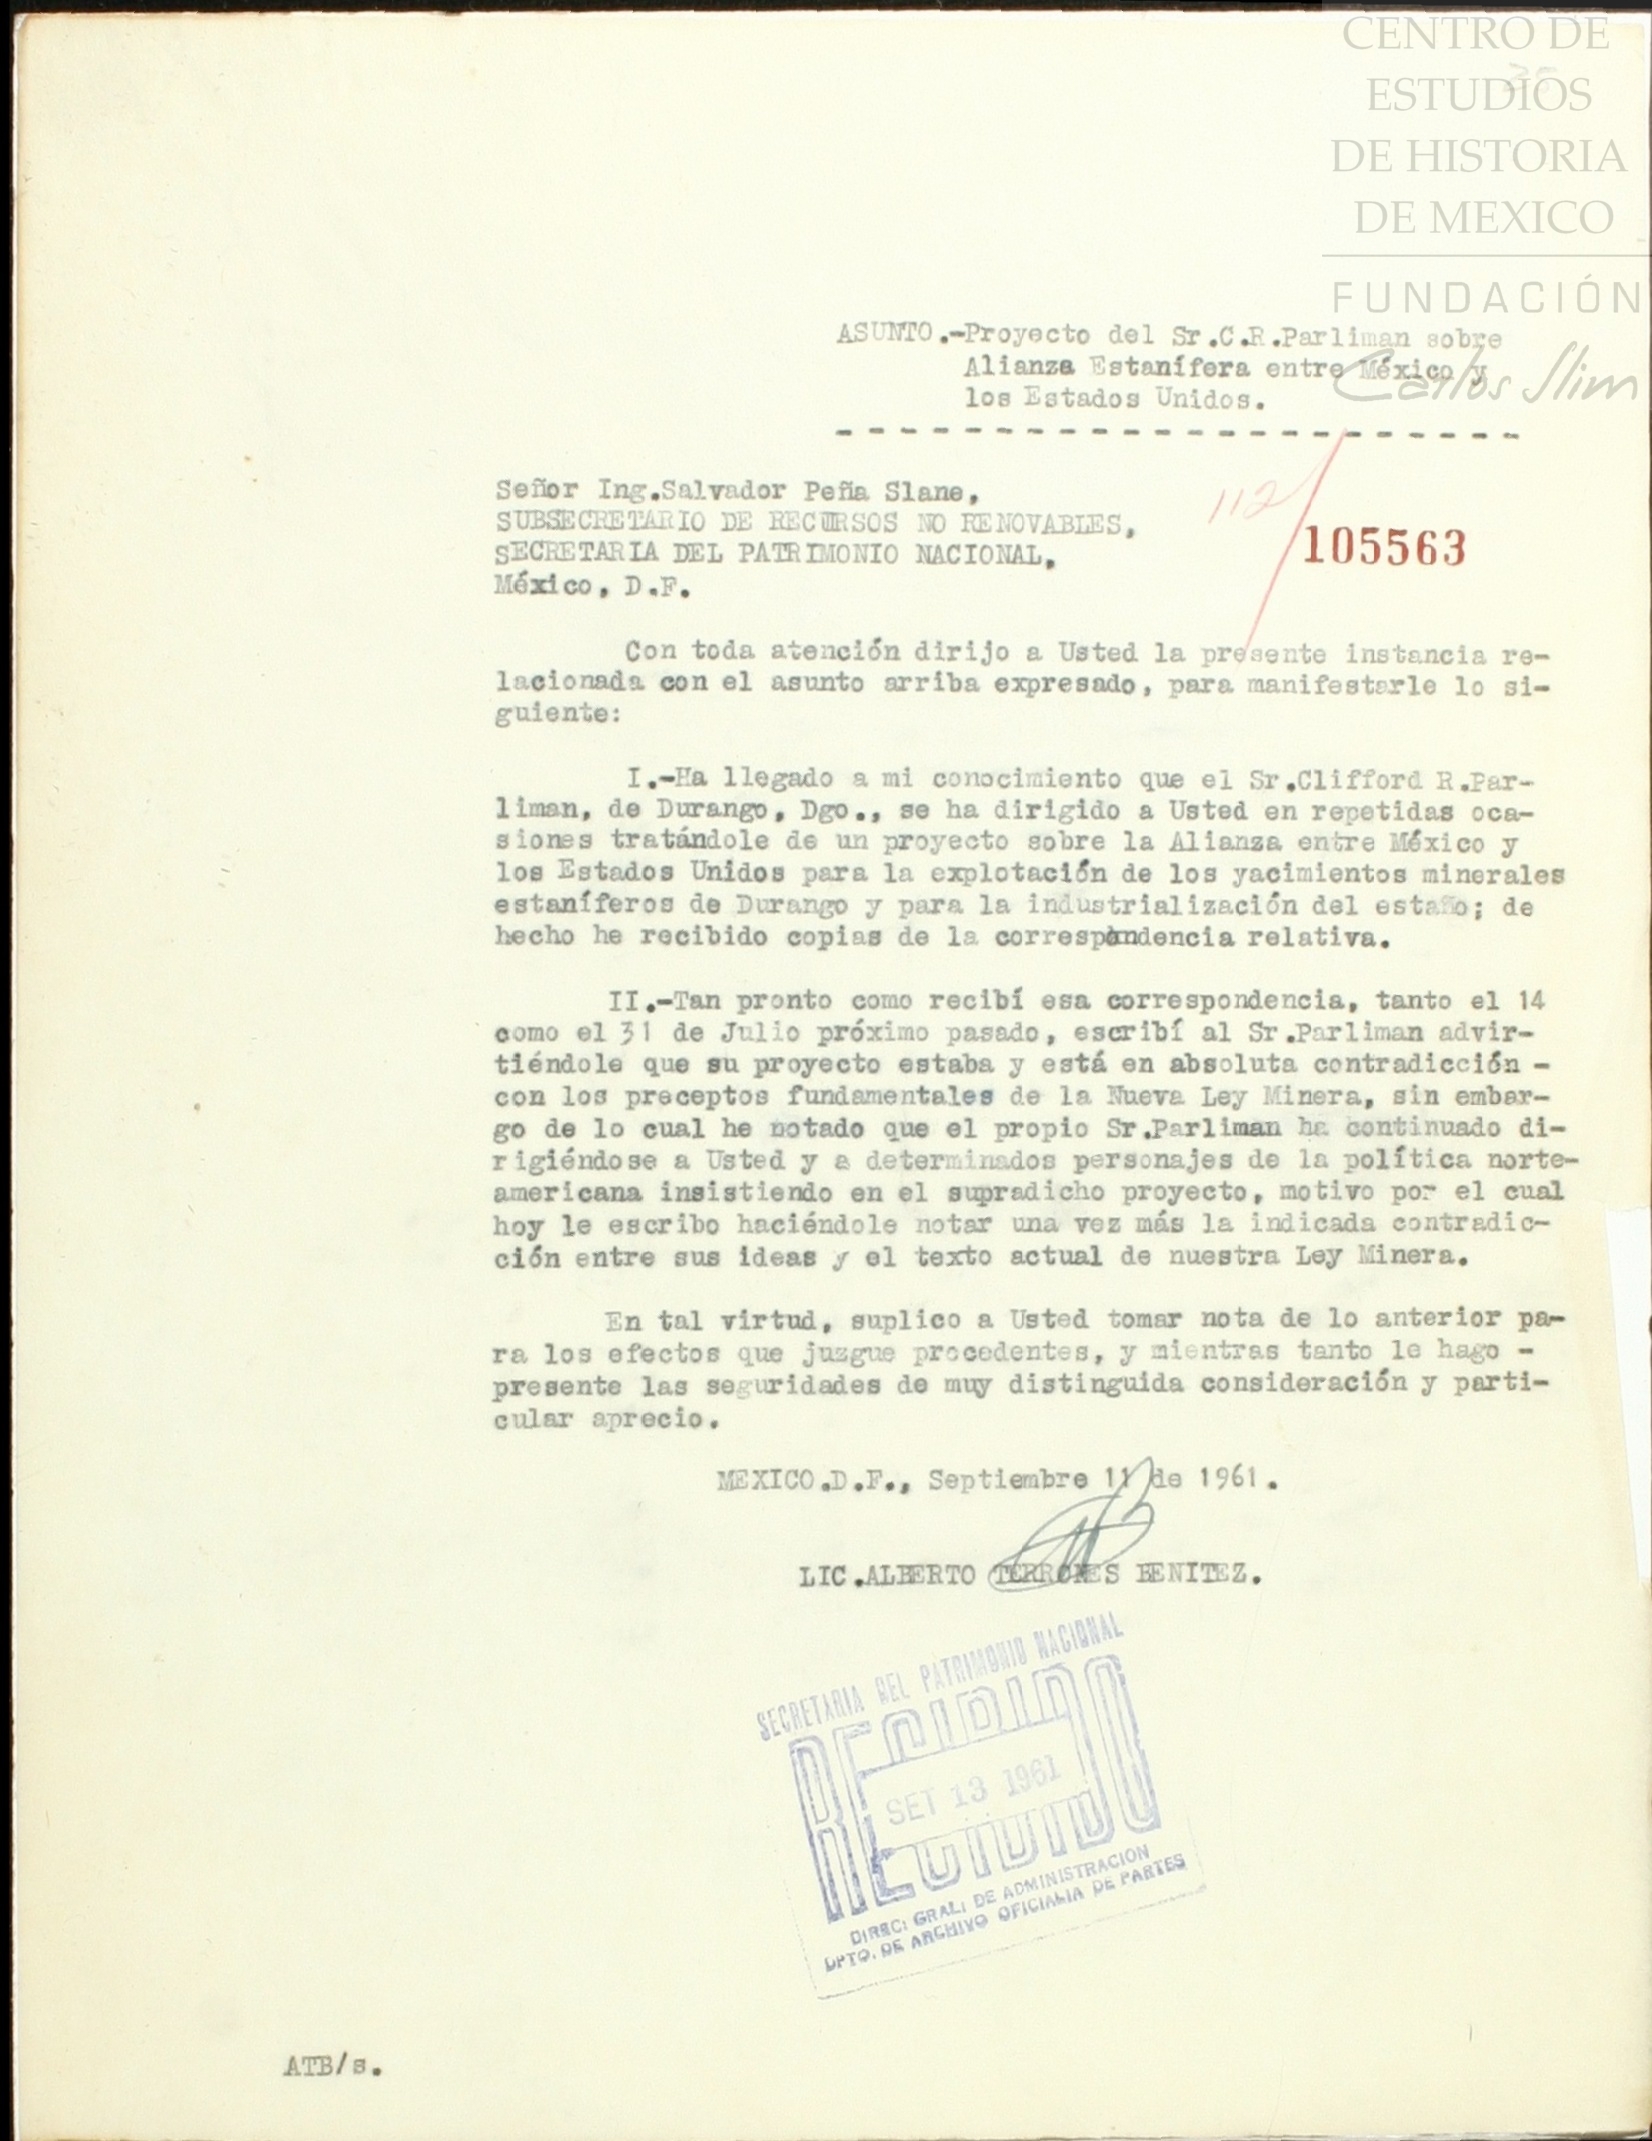 CENTRO DE
ESTUDIOS
DE HISTORIA
DE MEXICO
FUNDACIÓN
Carlos Slim
ASUNTO.-Proyecto del Sr.C.R.Parliman sobre
Alianza Estanífera entre México y
los Estados Unidos.
Señor Ing.Salvador Peña Slane,
SUBSECRETARIO DE RECURSOS NO RENOVABLES,
SECRETARIA DEL PATRIMONIO NACIONAL,
México, D.F.
112
105563
Con toda atención dirijo a Usted la presente instancia re-
lacionada con el asunto arriba expresado, para manifestarle lo si-
guiente:
I.-Ha llegado a mi conocimiento que el Sr.Clifford R.Par-
liman, de Durango, Dgo., se ha dirigido a Usted en repetidas oca-
siones tratándole de un proyecto sobre la Alianza entre México y
los Estados Unidos para la explotación de los yacimientos minerales
estaníferos de Durango y para la industrialización del estaño; de
hecho he recibido copias de la correspondencia relativa.
II.-Tan pronto como recibí esa correspondencia, tanto el 14
como el 31 de Julio próximo pasado, escribí al Sr.Parliman advir-
tiéndole que su proyecto estaba y está en absoluta contradicción -
con los preceptos fundamentales de la Nueva Ley Minera, sin embar-
go de lo cual he notado que el propio Sr.Parliman ha continuado di-
rigiéndose a Usted y a determinados personajes de la política norte-
americana insistiendo en el supradicho proyecto, motivo por el cual
hoy le escribo haciéndole notar una vez más la indicada contradic-
ción entre sus ideas y el texto actual de nuestra Ley Minera.
En tal virtud, suplico a Usted tomar nota de lo anterior pa-
ra los efectos que juzgue procedentes, y mientras tanto le hago -
presente las seguridades de muy distinguida consideración y parti-
cular aprecio.
MEXICO.D.F., Septiembre 11 de 1961.
LIC.ALBERTO TERRONES BENITEZ.
SECRETARIA DEL PATRIMONIO NACIONAL
RECIBIDO
SET 13 1961
DIREC: GRAL: DE ADMINISTRACION
DPTO. DE ARCHIVO OFICIALIA DE PARTES
ATB/s.